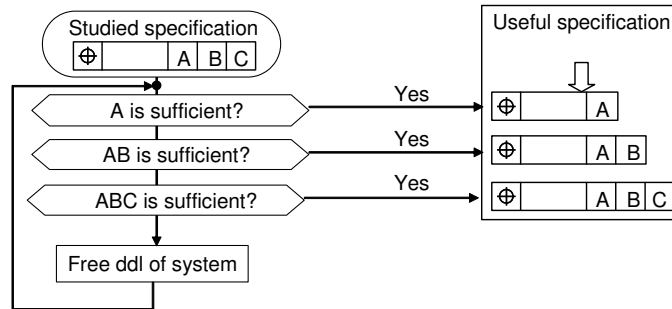 Studied specification
⌖ A B C
A is sufficient?
Yes
AB is sufficient?
Yes
ABC is sufficient?
Yes
Free ddl of system
Useful specification
⌖ A
⌖ A B
⌖ A B C